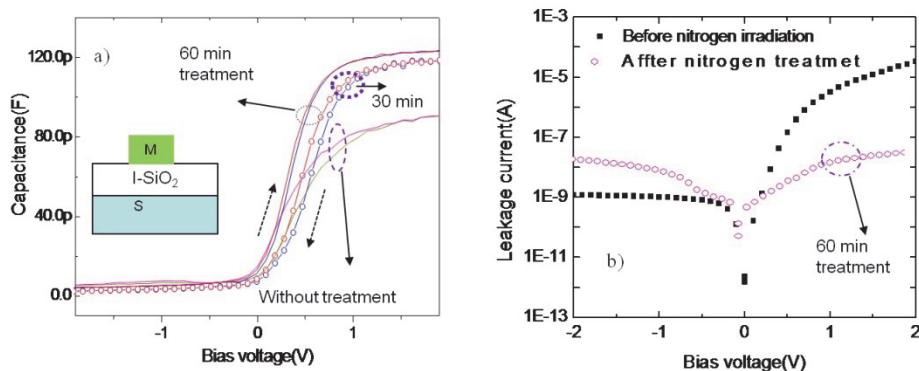 a)
60 min
treatment
30 min
M
I-SiO2
S
Without treatment
120.0p
80.0p
40.0p
0.0
-1
0
1
Capacitance(F)
Bias voltage(V)
■ Before nitrogen irradiation
○ Affter nitrogen treatmet
60 min
treatment
b)
1E-3
1E-5
1E-7
1E-9
1E-11
1E-13
-2
-1
0
1
2
Leakage current(A)
Bias voltage(V)